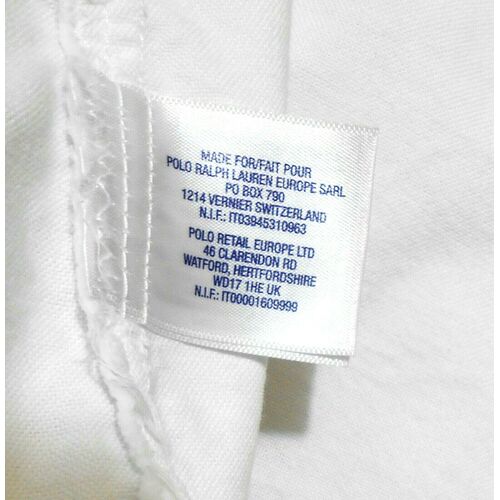 MADE FOR/FAIT POUR
POLO RALPH LAUREN EUROPE SARL
PO BOX 790
1214 VERNIER SWITZERLAND
N.I.F.: IT03945310963
POLO RETAIL EUROPE LTD
46 CLARENDON RD
WATFORD, HERTFORDSHIRE
WD17 1HE UK
N.I.F.: IT00001609999